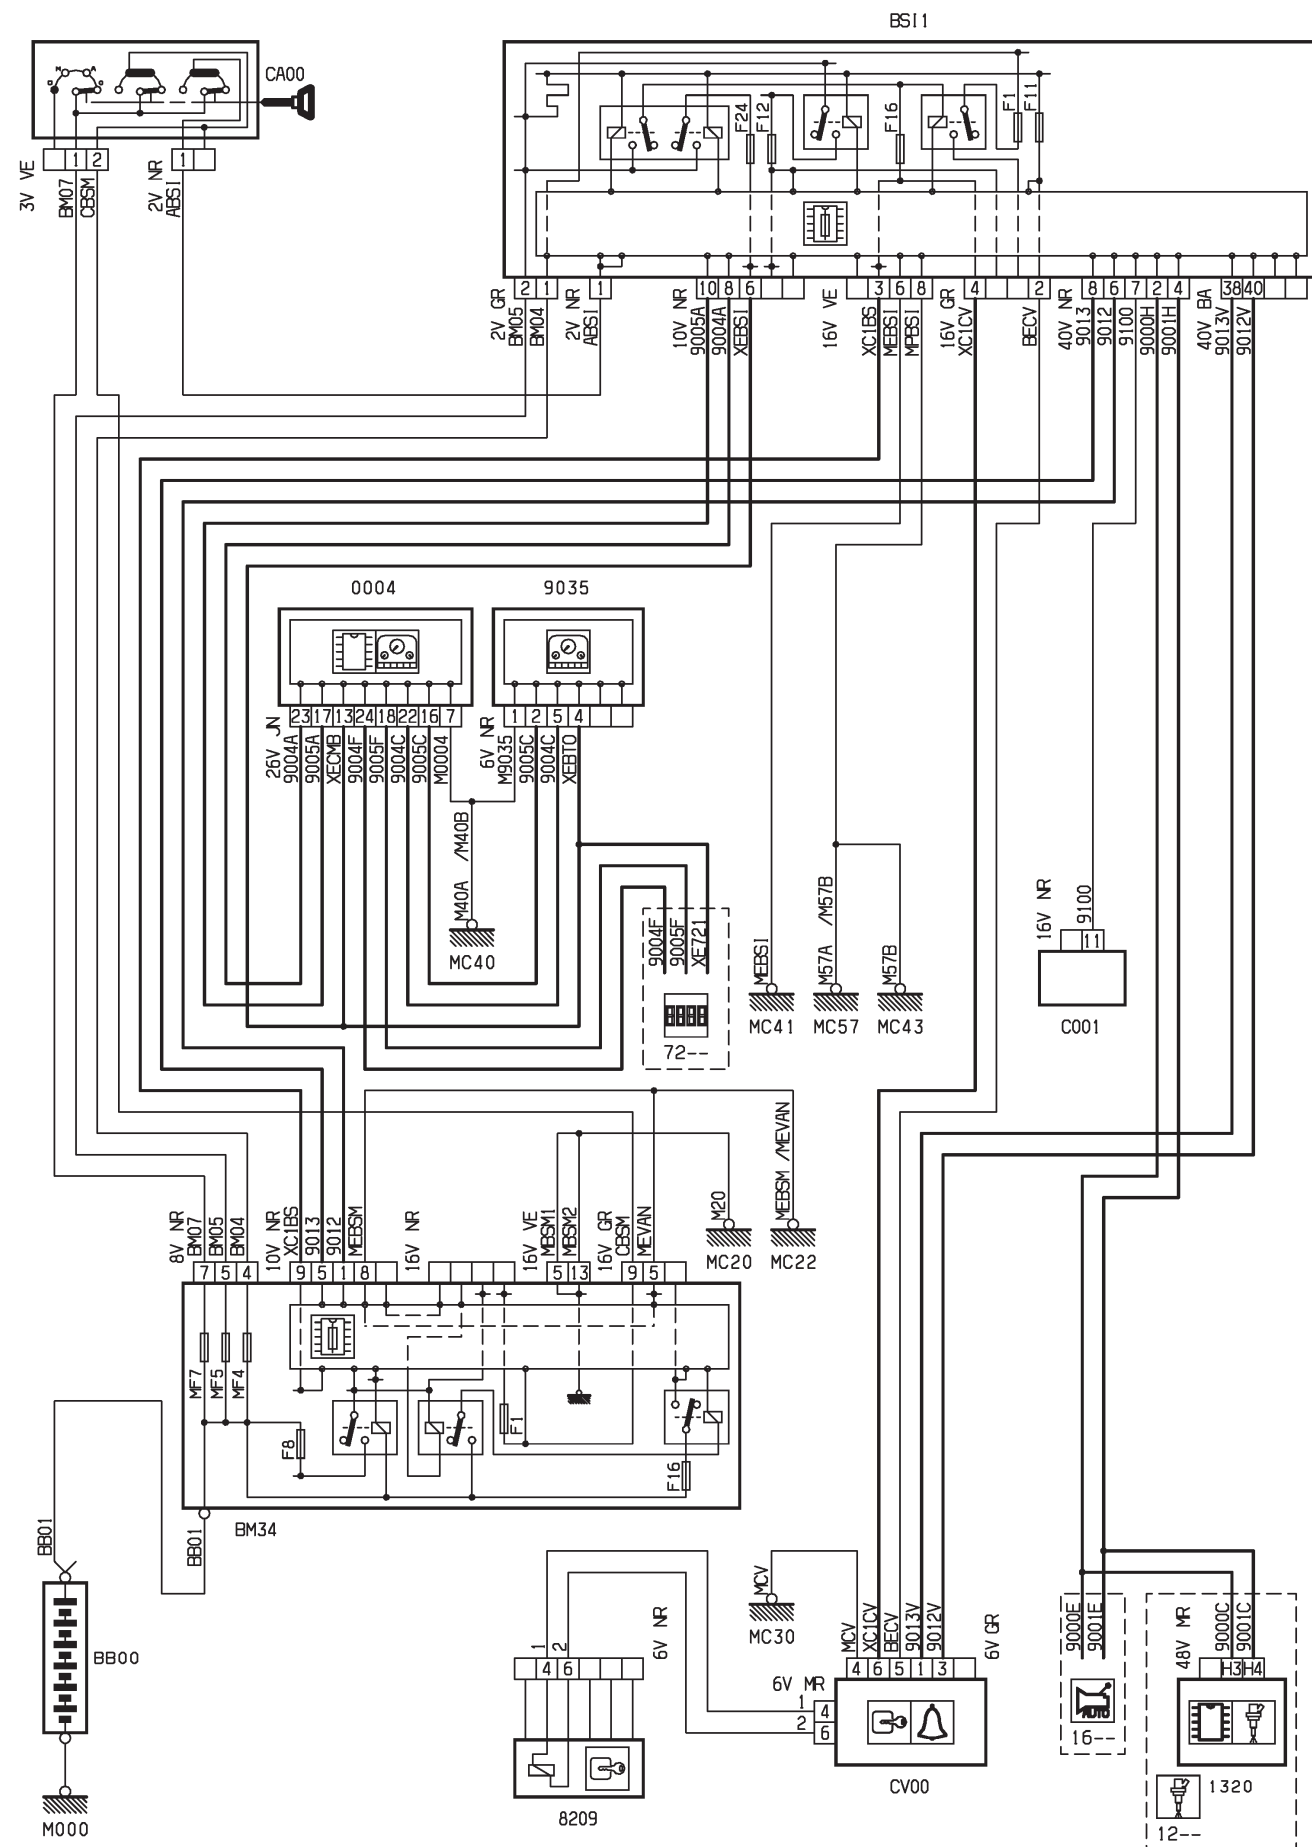 BSI1
M A
D
CA00
3V VE
1 2
BM07
CBSM
2V NR
1
ABSI
F24
F12
F16
F1
F11
2V GR
2 1
BM05
BM04
2V NR
1
ABSI
10V NR
10 8 6
9005A
9004A
XEBSI
16V VE
3 6 8
XC1BS
MEBSI
MPBSI
16V GR
4 2
XC1CV
BECV
40V NR
8 6 7 2 4
9013
9012
9100
9000H
9001H
40V BA
38 40
9013V
9012V
0004
9035
26V JN
23 17 13 24 18 22 16 7
9004A
9005A
XECMB
9004F
9005F
9004C
9005C
M0004
6V NR
1 2 5 4
M9035
9005C
9004C
XEBTO
M40A /M40B
MC40
9004F
9005F
XE721
72--
MEBSI
MC41
M57A /M57B
MC57
M57B
MC43
16V NR
9100
11
C001
8V NR
BM07
BM05
BM04
7 5 4
10V NR
XC1BS
9013
9012
MEBSM
9 5 1 8
16V NR
16V VE
MBSM1
MBSM2
5 13
16V GR
CBSM
MEVAN
9 5
M20
MC20
MEBSM /MEVAN
MC22
MF7
MF5
MF4
F8
F1
F16
BM34
BB01
BB01
BB00
M000
1
2
6V NR
4 6
8209
MCV
MC30
MCV
XC1CV
BECV
9013V
9012V
6V GR
4 6 5 1 3
6V MR
1 4
2 6
CV00
9000E
9001E
AUTO
16--
48V MR
9000C
9001C
H3 H4
1320
12--